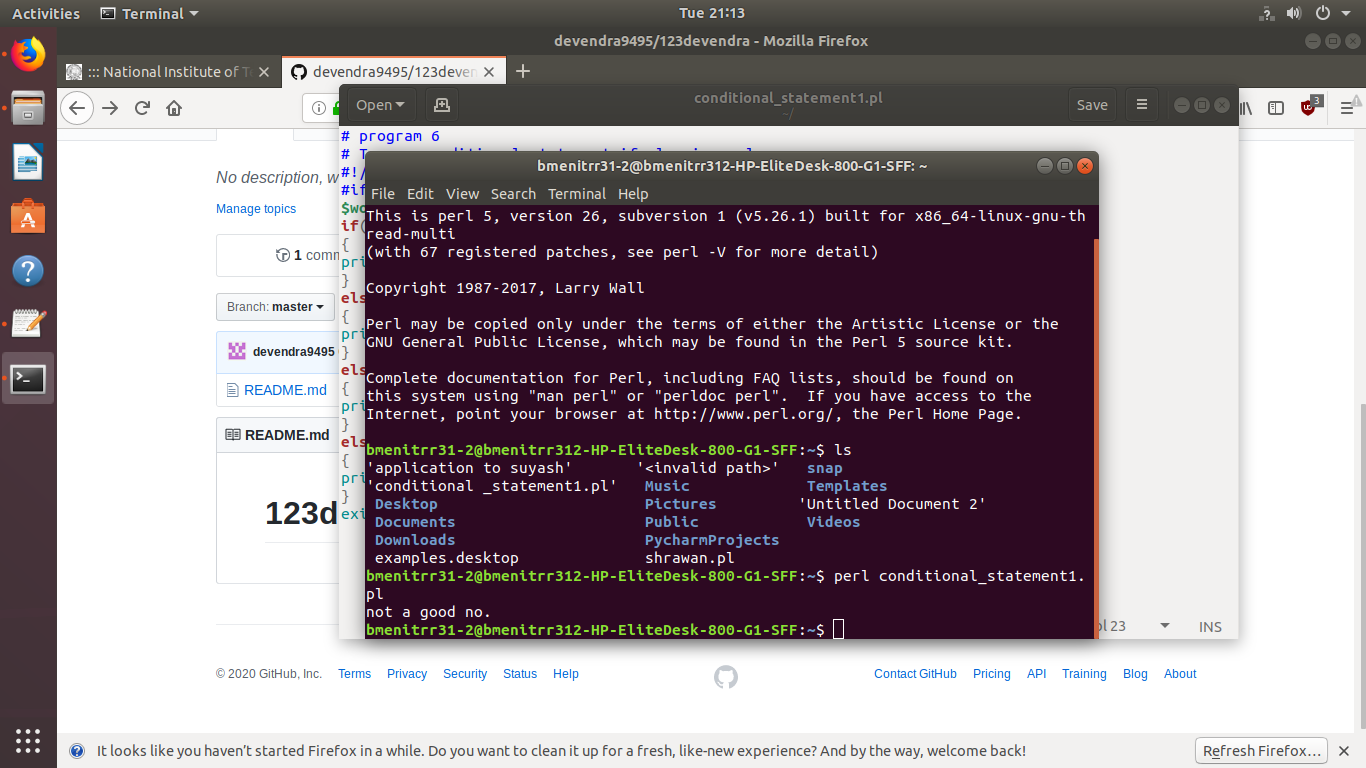 Activities Terminal Tue 21:13
devendra9495/123devendra - Mozilla Firefox
::: National Institute of T devendra9495/123deven
Open conditional_statement1.pl Save
~/
3
# program 6
#!/
#if
if(
{
}
{
}
{
}
{
}
No description, w
Manage topics
1 comm
Branch: master
devendra9495
README.md
README.md
123d
bmenitrr31-2@bmenitrr312-HP-EliteDesk-800-G1-SFF: ~
File Edit View Search Terminal Help
This is perl 5, version 26, subversion 1 (v5.26.1) built for x86_64-linux-gnu-th
read-multi
(with 67 registered patches, see perl -V for more detail)
Copyright 1987-2017, Larry Wall
Perl may be copied only under the terms of either the Artistic License or the
GNU General Public License, which may be found in the Perl 5 source kit.
Complete documentation for Perl, including FAQ lists, should be found on
this system using "man perl" or "perldoc perl".  If you have access to the
Internet, point your browser at http://www.perl.org/, the Perl Home Page.
bmenitrr31-2@bmenitrr312-HP-EliteDesk-800-G1-SFF:~$ ls
'application to suyash' '<invalid path>' snap
'conditional _statement1.pl' Music Templates
Desktop Pictures 'Untitled Document 2'
Documents Public Videos
Downloads PycharmProjects
examples.desktop shrawan.pl
bmenitrr31-2@bmenitrr312-HP-EliteDesk-800-G1-SFF:~$ perl conditional_statement1.
pl
not a good no.
bmenitrr31-2@bmenitrr312-HP-EliteDesk-800-G1-SFF:~$
ol 23 INS
© 2020 GitHub, Inc. Terms Privacy Security Status Help Contact GitHub Pricing API Training Blog About
It looks like you haven't started Firefox in a while. Do you want to clean it up for a fresh, like-new experience? And by the way, welcome back! Refresh Firefox…